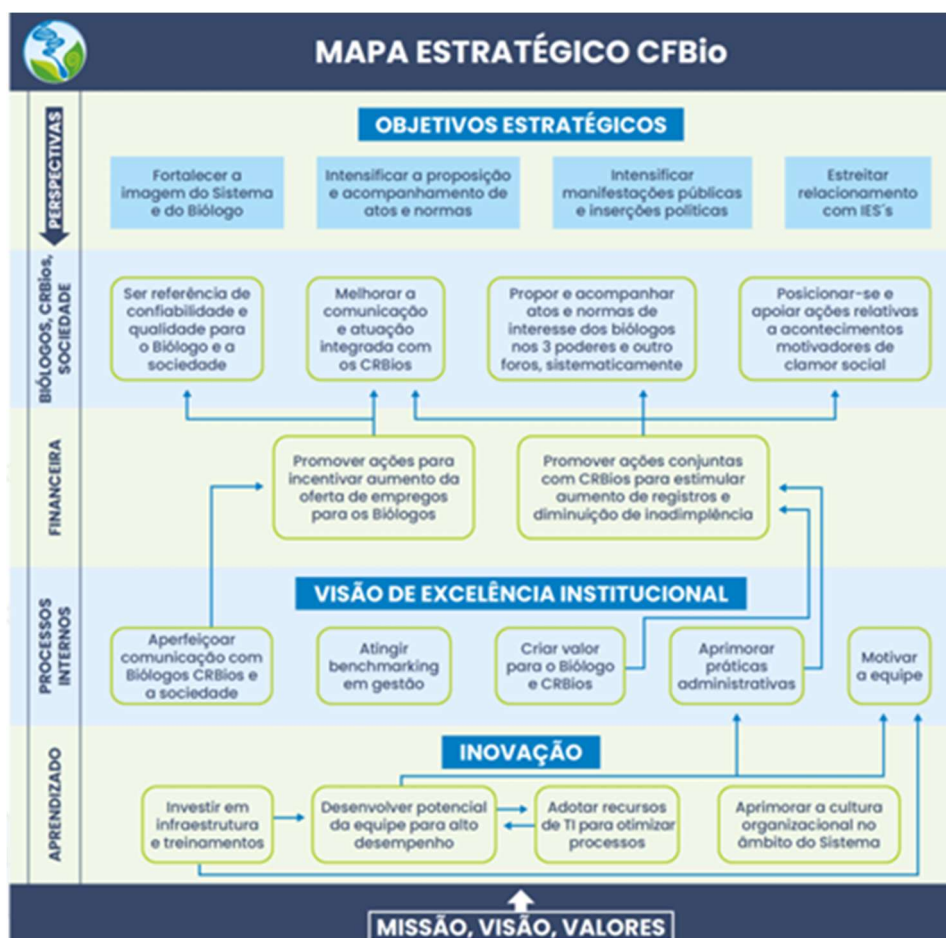 MAPA ESTRATÉGICO CFBio
PERSPECTIVAS
OBJETIVOS ESTRATÉGICOS
Fortalecer a
imagem do Sistema
e do Biólogo
Intensificar a proposição
e acompanhamento de
atos e normas
Intensificar
manifestações públicas
e inserções políticas
Estreitar
relacionamento
com IES´s
BIÓLOGOS, CRBios,
SOCIEDADE
Ser referência de
confiabilidade e
qualidade para
o Biólogo e a
sociedade
Melhorar a
comunicação
e atuação
integrada com
os CRBios
Propor e acompanhar
atos e normas de
interesse dos biólogos
nos 3 poderes e outro
foros, sistematicamente
Posicionar-se e
apoiar ações relativas
a acontecimentos
motivadores de
clamor social
FINANCEIRA
Promover ações para
incentivar aumento da
oferta de empregos
para os Biólogos
Promover ações conjuntas
com CRBios para estimular
aumento de registros e
diminuição de inadimplência
PROCESSOS
INTERNOS
VISÃO DE EXCELÊNCIA INSTITUCIONAL
Aperfeiçoar
comunicação com
Biólogos CRBios e
a sociedade
Atingir
benchmarking
em gestão
Criar valor
para o Biólogo
e CRBios
Aprimorar
práticas
administrativas
Motivar
a equipe
APRENDIZADO
INOVAÇÃO
Investir em
infraestrutura
e treinamentos
Desenvolver potencial
da equipe para alto
desempenho
Adotar recursos
de TI para otimizar
processos
Aprimorar a cultura
organizacional no
âmbito do Sistema
MISSÃO, VISÃO, VALORES